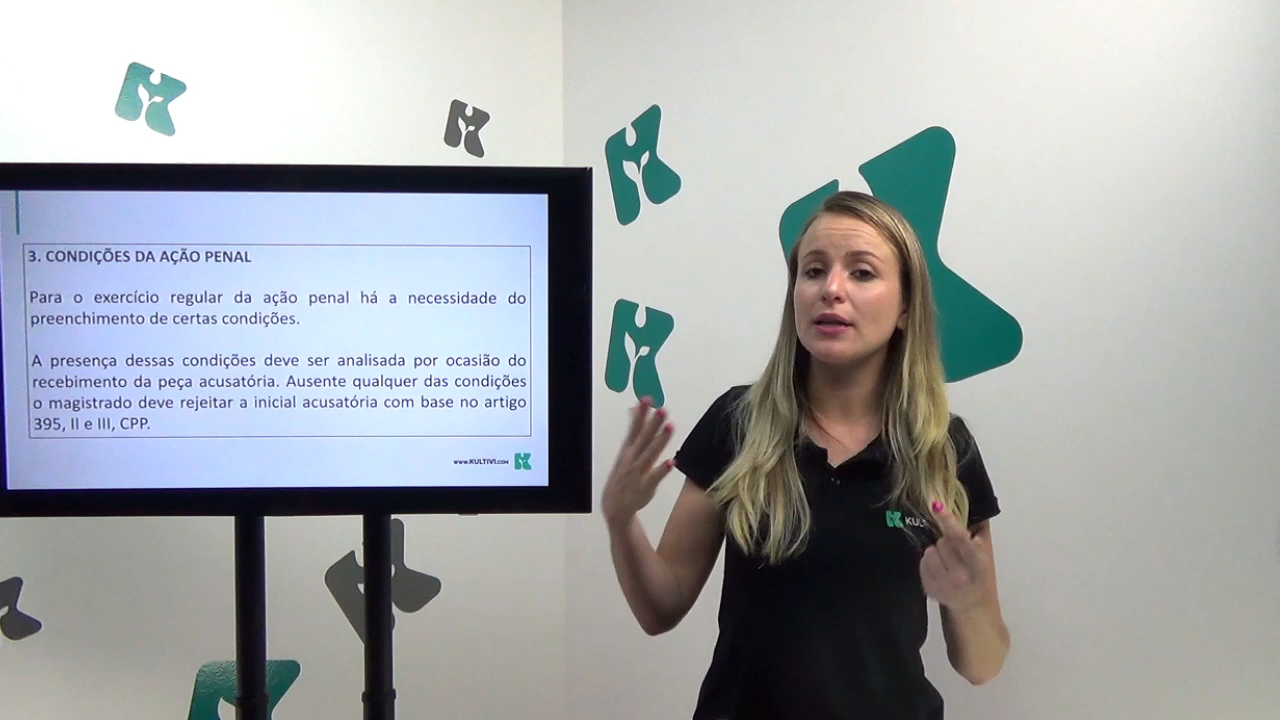 3. CONDIÇÕES DA AÇÃO PENAL
Para o exercício regular da ação penal há a necessidade do
preenchimento de certas condições.
A presença dessas condições deve ser analisada por ocasião do
recebimento da peça acusatória. Ausente qualquer das condições
o magistrado deve rejeitar a inicial acusatória com base no artigo
395, II e III, CPP.
www.KULTIVI.com